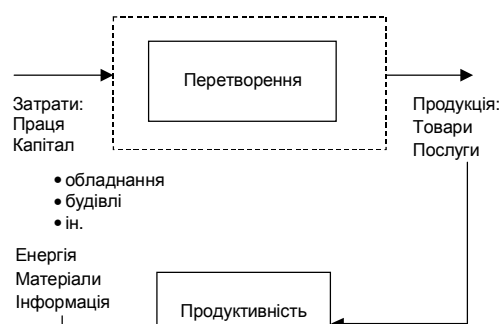 Перетворення
Затрати:
Праця
Капітал
• обладнання
• будівлі
• ін.
Енергія
Матеріали
Інформація
Продукція:
Товари
Послуги
Продуктивність